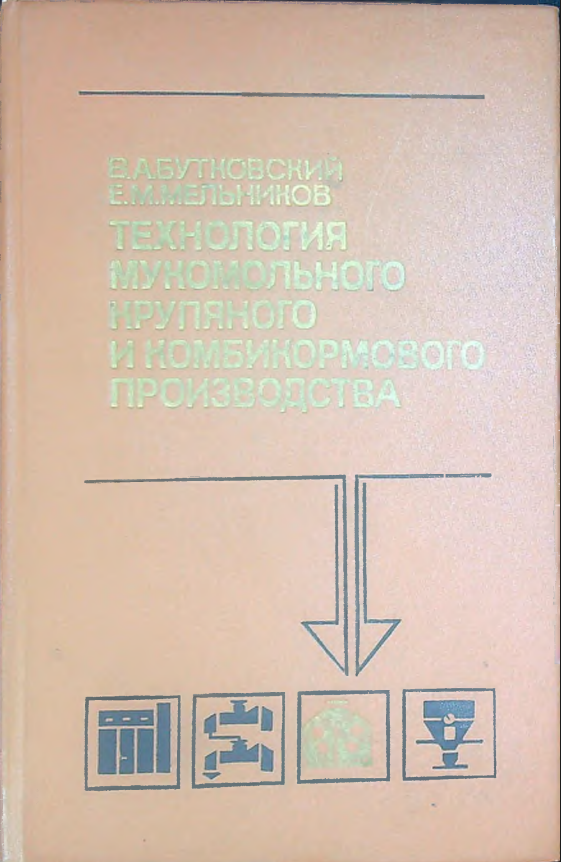 В.А.БУТКОВСКИЙ
Е.М.МЕЛЬНИКОВ
ТЕХНОЛОГИЯ
МУКОМОЛЬНОГО
КРУПЯНОГО
И КОМБИКОРМОВОГО
ПРОИЗВОДСТВА